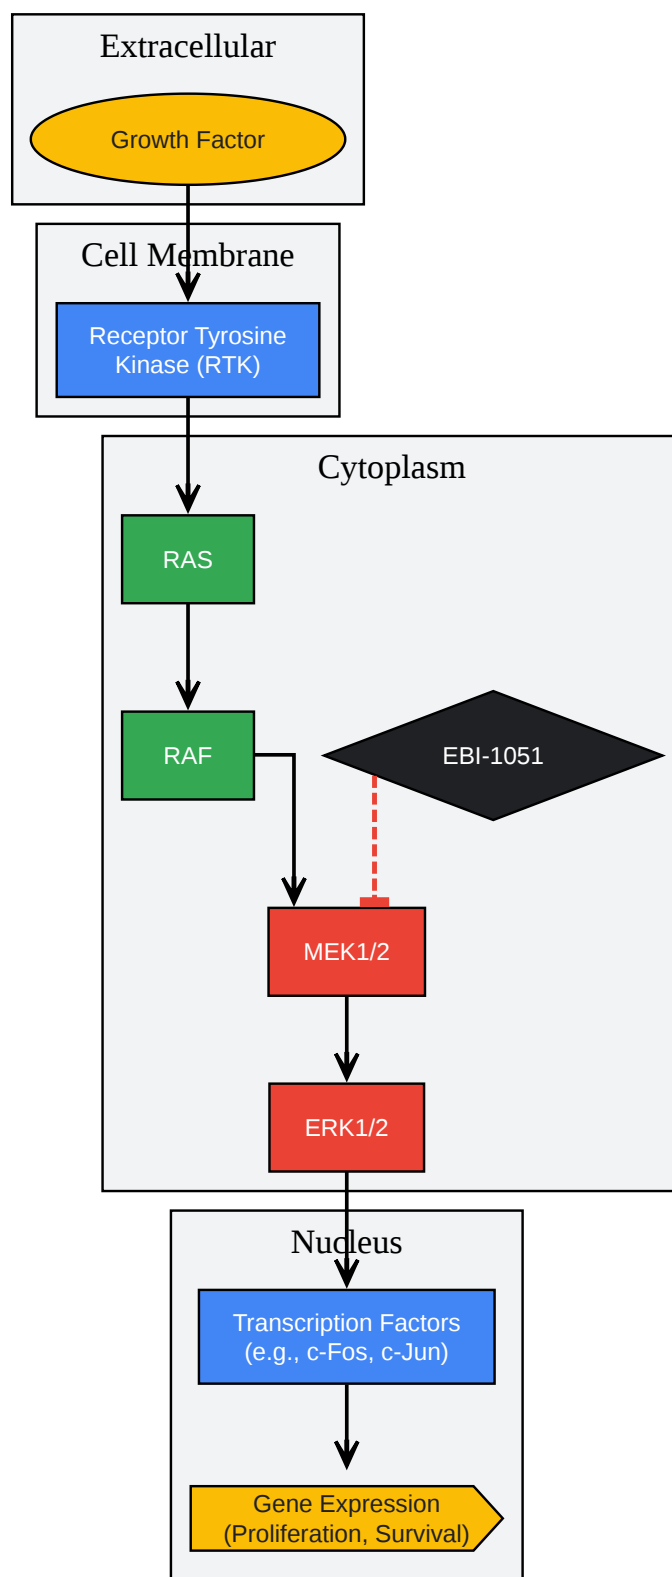 Extracellular
Growth Factor
Cell Membrane
Receptor Tyrosine
Kinase (RTK)
Cytoplasm
RAS
RAF
EBI-1051
MEK1/2
ERK1/2
Nucleus
Transcription Factors
(e.g., c-Fos, c-Jun)
Gene Expression
(Proliferation, Survival)